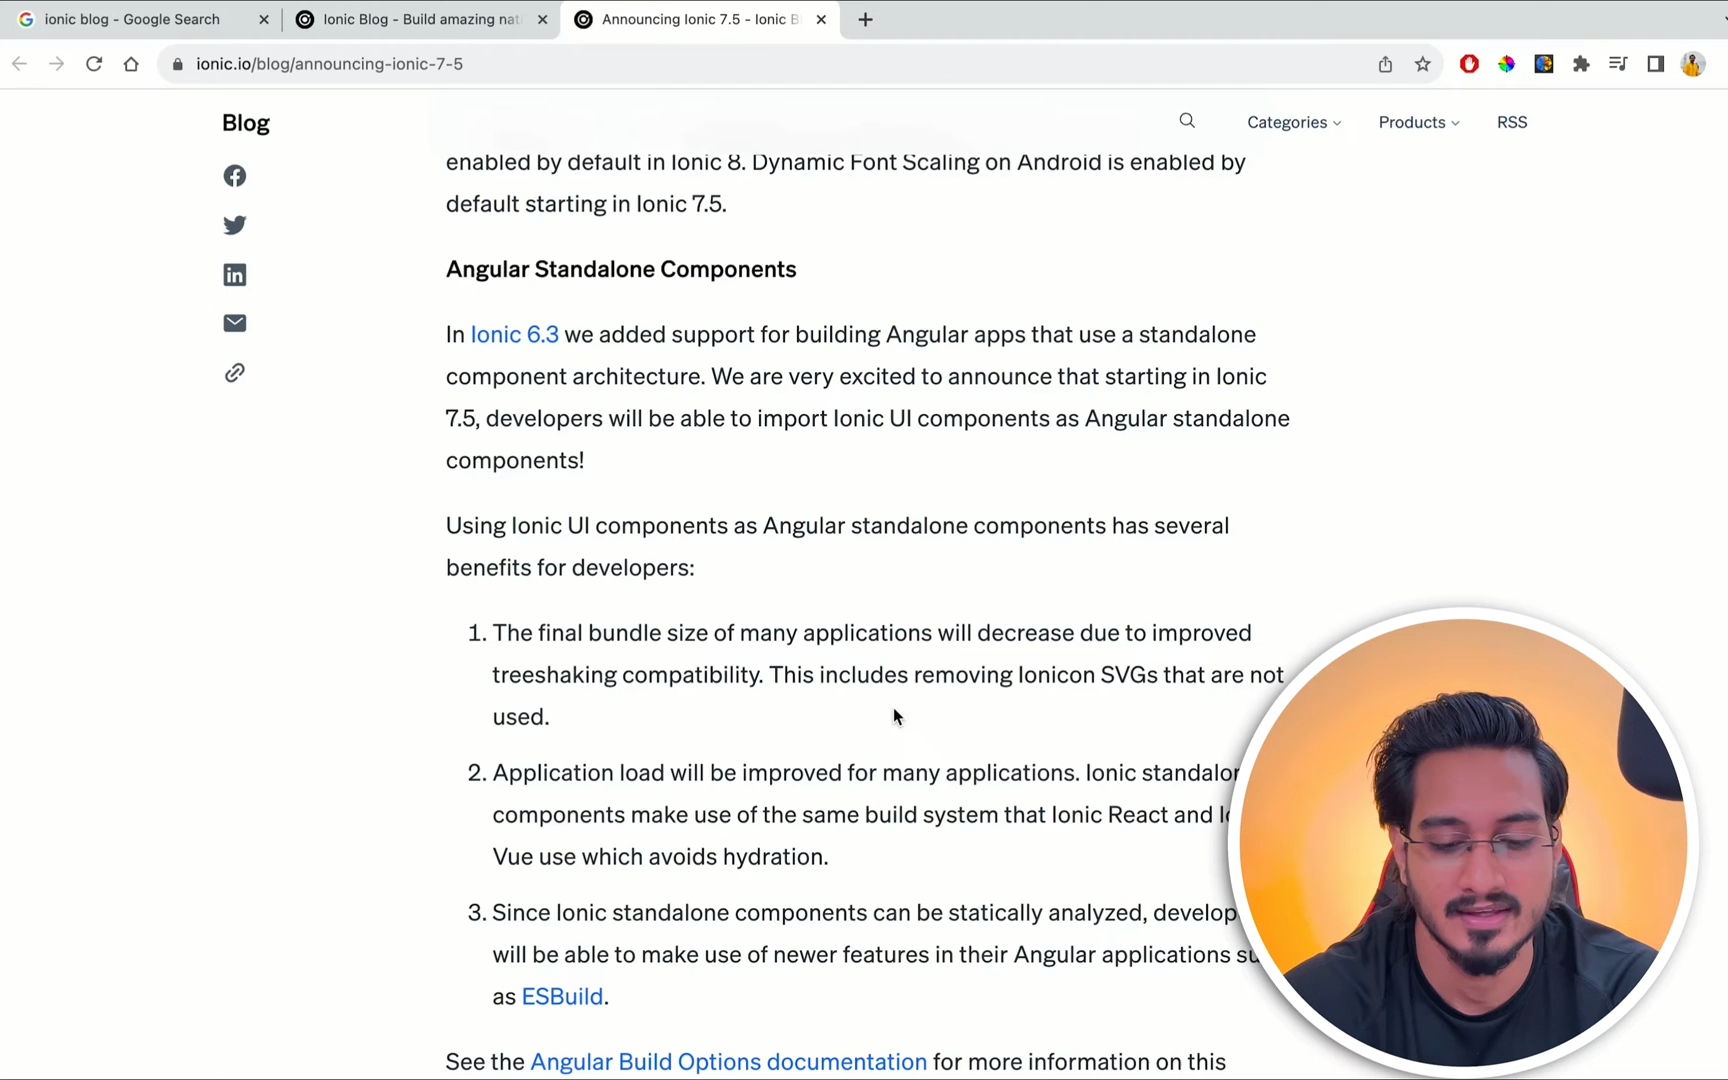 ionic blog - Google Search
Ionic Blog - Build amazing nati
Announcing Ionic 7.5 - Ionic B
ionic.io/blog/announcing-ionic-7-5
Blog
Categories
Products
RSS
enabled by default in Ionic 8. Dynamic Font Scaling on Android is enabled by
default starting in Ionic 7.5.
Angular Standalone Components
In Ionic 6.3 we added support for building Angular apps that use a standalone
component architecture. We are very excited to announce that starting in Ionic
7.5, developers will be able to import Ionic UI components as Angular standalone
components!
Using Ionic UI components as Angular standalone components has several
benefits for developers:
1. The final bundle size of many applications will decrease due to improved
treeshaking compatibility. This includes removing Ionicon SVGs that are not
used.
2. Application load will be improved for many applications. Ionic standalo
components make use of the same build system that Ionic React and
Vue use which avoids hydration.
3. Since Ionic standalone components can be statically analyzed, develop
will be able to make use of newer features in their Angular applications su
as ESBuild.
See the Angular Build Options documentation for more information on this